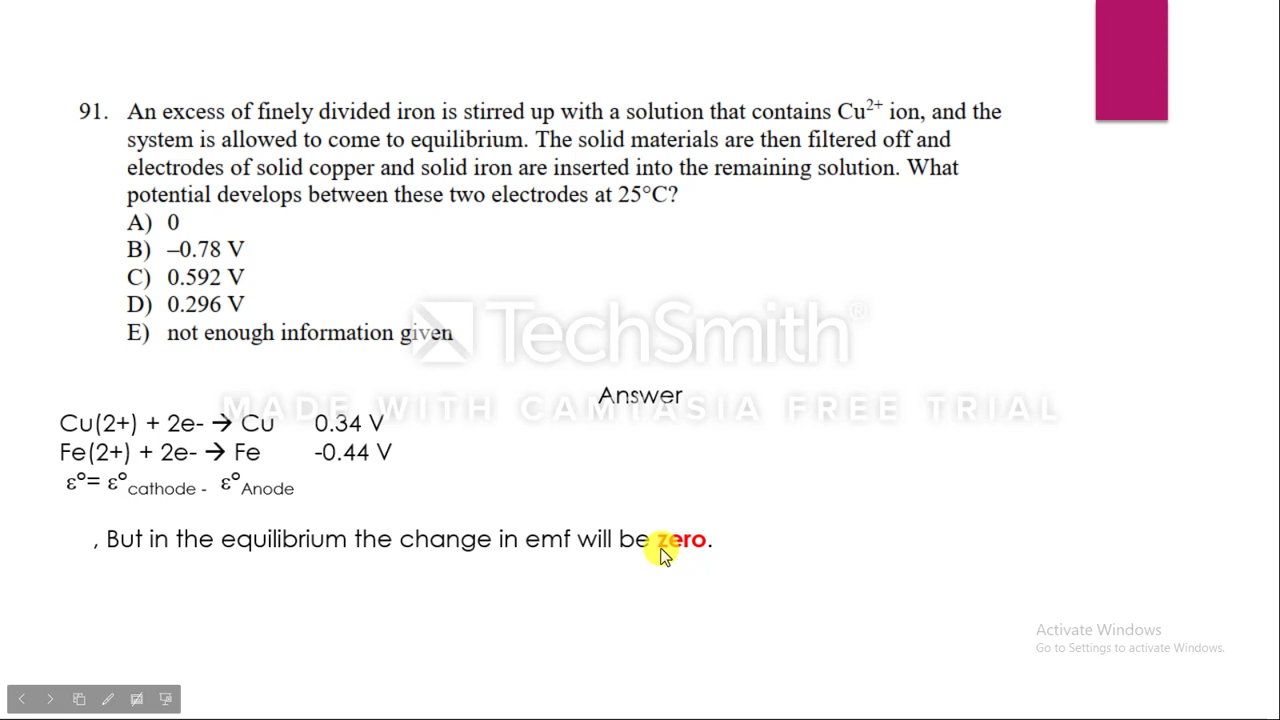 91. An excess of finely divided iron is stirred up with a solution that contains Cu²⁺ ion, and the
system is allowed to come to equilibrium. The solid materials are then filtered off and
electrodes of solid copper and solid iron are inserted into the remaining solution. What
potential develops between these two electrodes at 25°C?
A) 0
B) –0.78 V
C) 0.592 V
D) 0.296 V
E) not enough information given
TechSmith®
Answer
MADE WITH CAMTASIA FREE TRIAL
Cu(2+) + 2e- → Cu 0.34 V
Fe(2+) + 2e- → Fe -0.44 V
ε°= ε°cathode - ε°Anode
, But in the equilibrium the change in emf will be zero.
Activate Windows
Go to Settings to activate Windows.